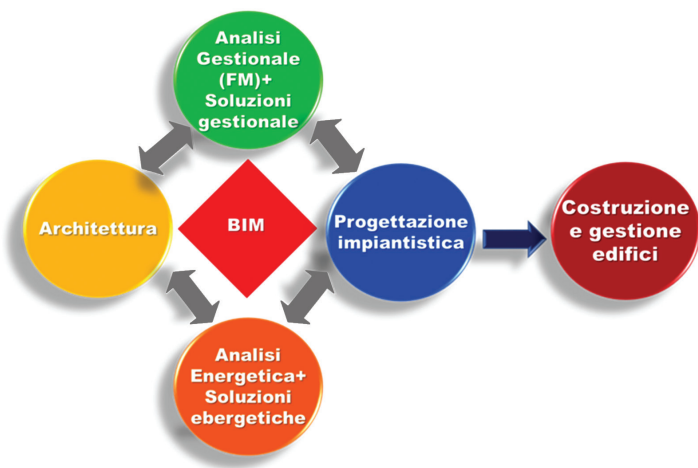 Analisi
Gestionale
(FM)+
Soluzioni
gestionale
Architettura
BIM
Progettazione
impiantistica
Costruzione
e gestione
edifici
Analisi
Energetica+
Soluzioni
ebergetiche